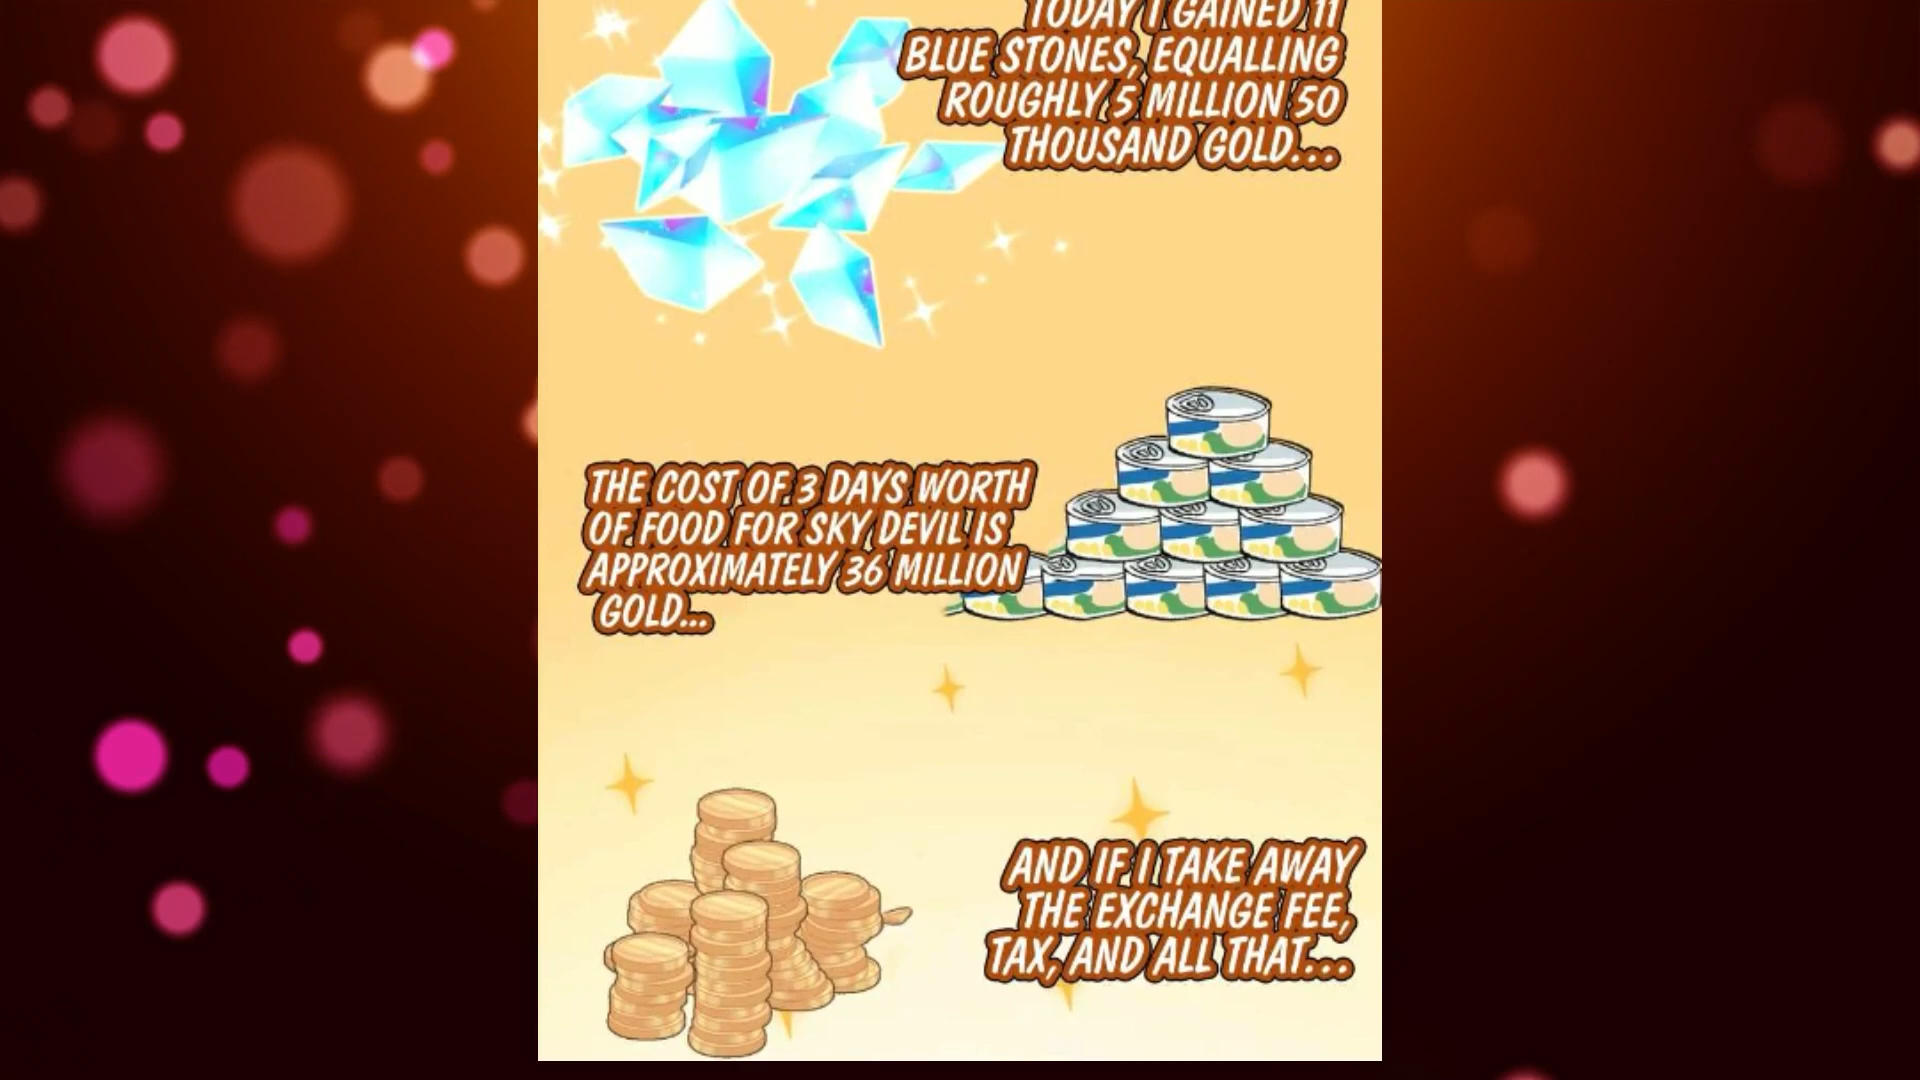 TODAY I GAINED 11
BLUE STONES, EQUALLING
ROUGHLY 5 MILLION 50
THOUSAND GOLD...
THE COST OF 3 DAYS WORTH
OF FOOD FOR SKY DEVIL IS
APPROXIMATELY 36 MILLION
GOLD...
AND IF I TAKE AWAY
THE EXCHANGE FEE,
TAX, AND ALL THAT...